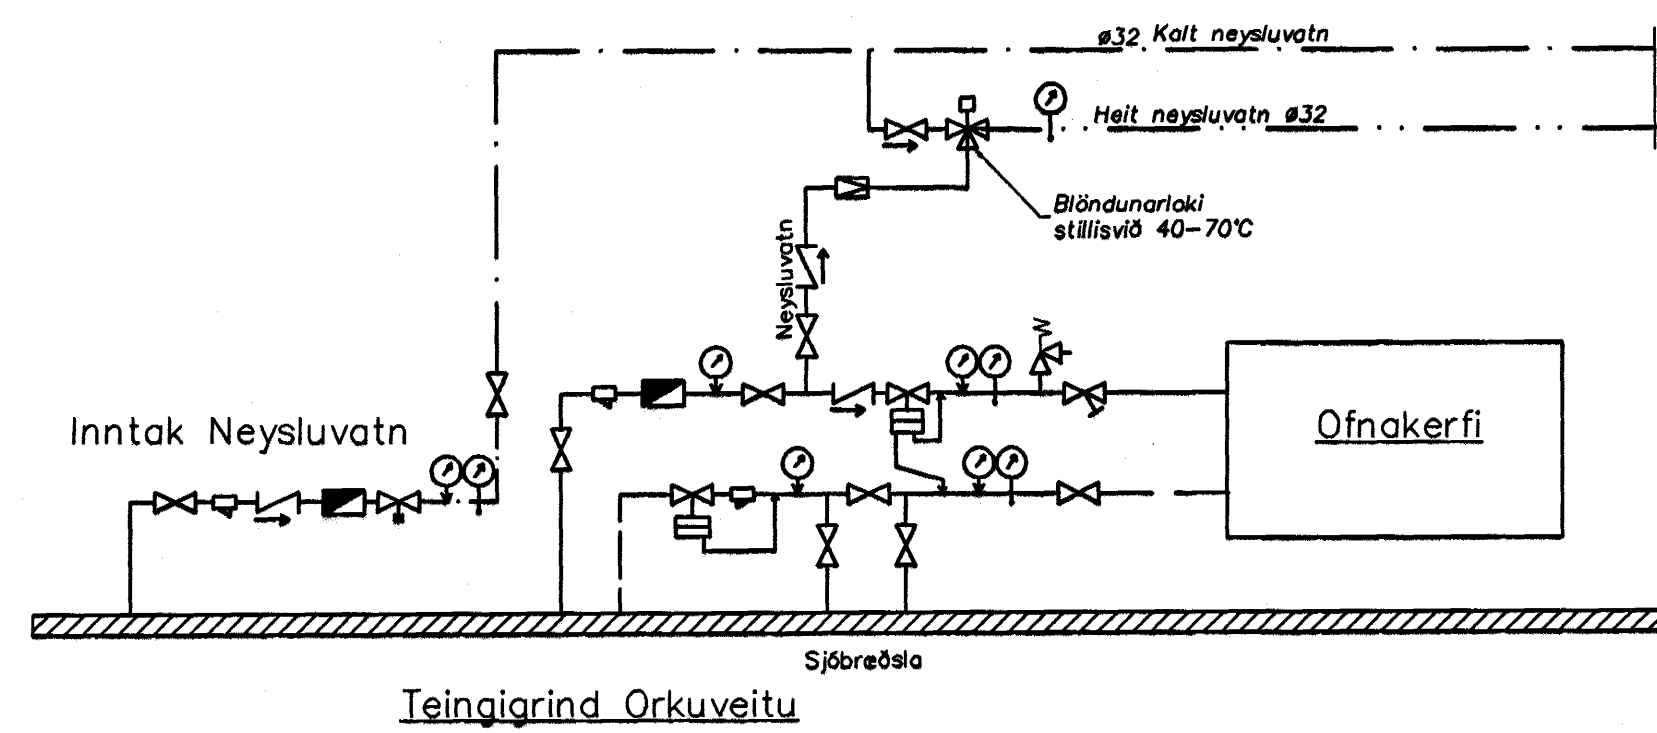 ø32 Kalt neysluvatn
Heit neysluvatn ø32
Blöndunarloki
stillisvið 40-70°C
Neysluvatn
Inntak Neysluvatn
Ofnakerfi
Sjóbræðsla
Teingigrind Orkuveitu